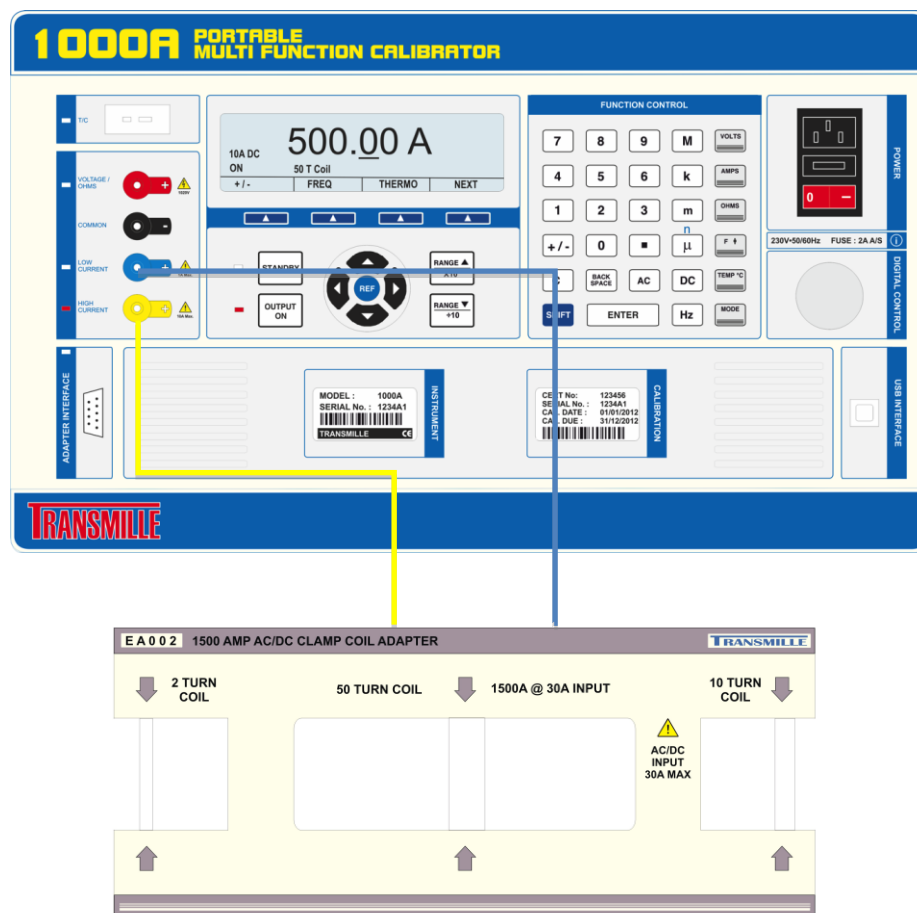 1000A PORTABLE
MULTI FUNCTION CALIBRATOR
T/C
VOLTAGE /
OHMS
+
1025V
COMMON
-
LOW
CURRENT
+
HIGH
CURRENT
+
10A Max.
500.00 A
10A DC
ON
50 T Coil
+ / -
FREQ
THERMO
NEXT
STANDBY
OUTPUT
ON
REF
RANGE ▲
X10
RANGE ▼
÷10
FUNCTION CONTROL
7 8 9 M VOLTS
4 5 6 k AMPS
1 2 3 m OHMS
n
+/- 0 ■ µ F
C BACK SPACE AC DC TEMP °C
SHIFT ENTER Hz MODE
POWER
0 –
230V~50/60Hz FUSE : 2A A/S
i
DIGITAL CONTROL
ADAPTER INTERFACE
MODEL : 1000A
SERIAL No. : 1234A1
TRANSMILLE CE
INSTRUMENT
CERT No: 123456
SERIAL No. : 1234A1
CAL. DATE : 01/01/2012
CAL. DUE : 31/12/2012
CALIBRATION
USB INTERFACE
TRANSMILLE
EA002 1500 AMP AC/DC CLAMP COIL ADAPTER
TRANSMILLE
2 TURN
COIL
50 TURN COIL
1500A @ 30A INPUT
10 TURN
COIL
AC/DC
INPUT
30A MAX